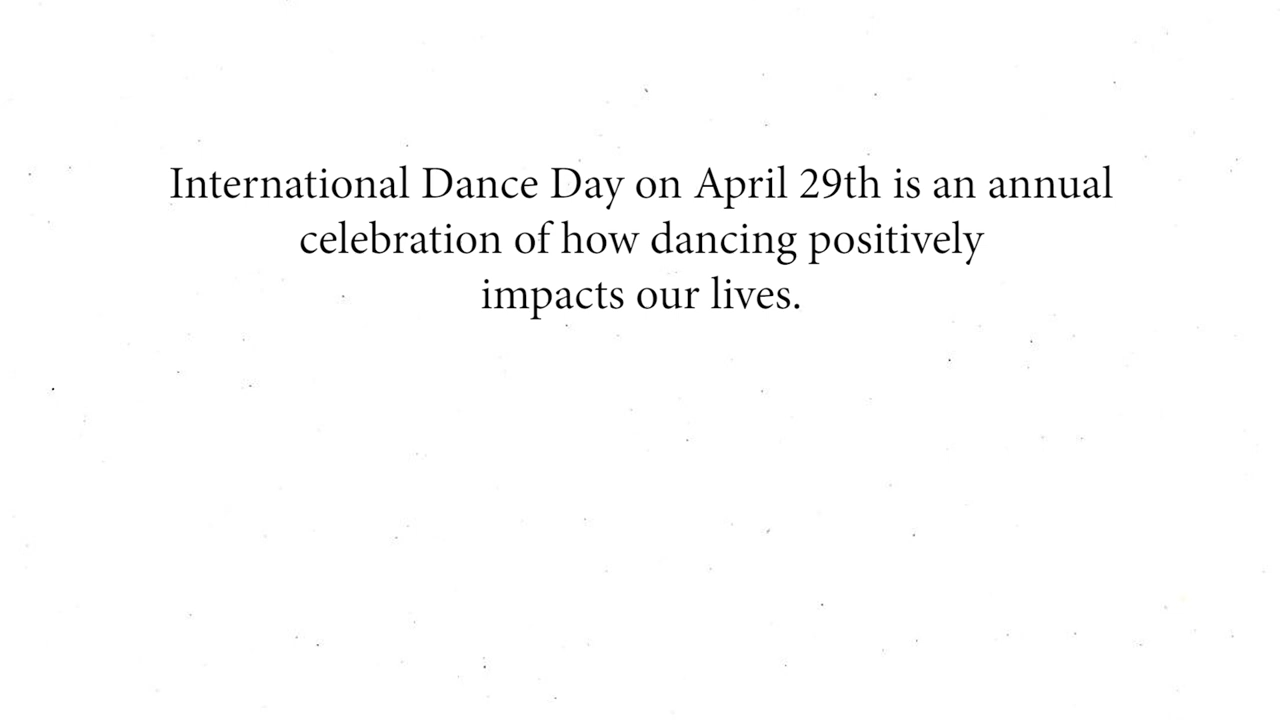 International Dance Day on April 29th is an annual
celebration of how dancing positively
impacts our lives.